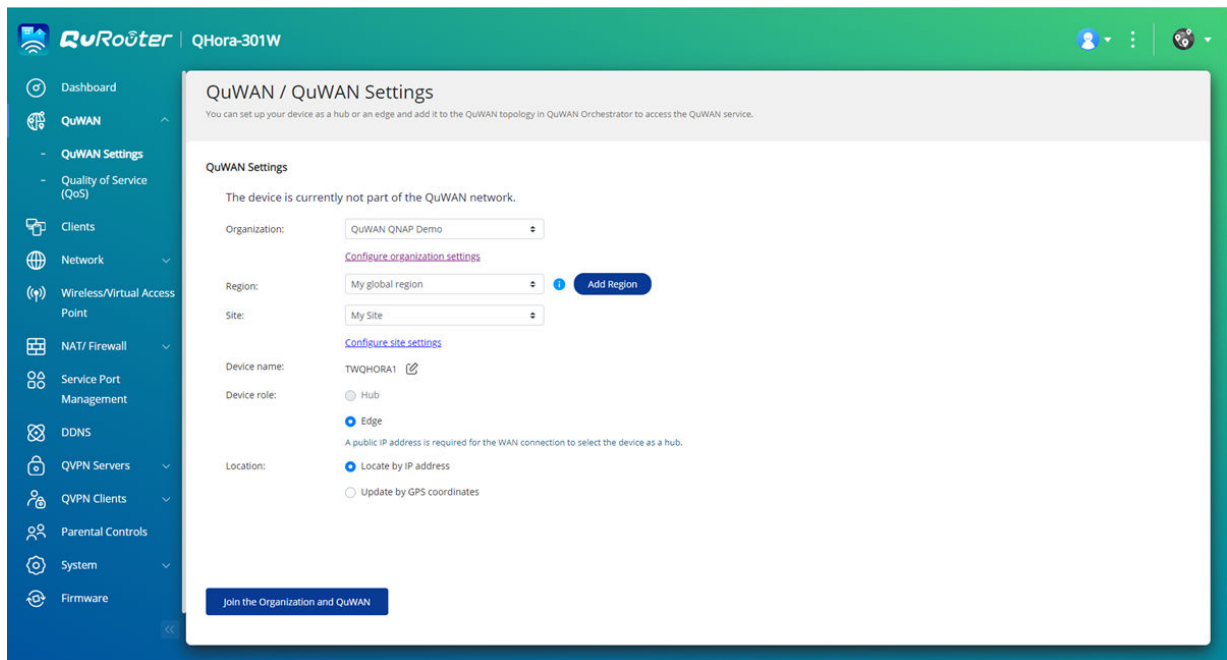 QuRouter | QHora-301W
Dashboard
QuWAN
- QuWAN Settings
- Quality of Service
(QoS)
Clients
Network
Wireless/Virtual Access
Point
NAT/ Firewall
Service Port
Management
DDNS
QVPN Servers
QVPN Clients
Parental Controls
System
Firmware
QuWAN / QuWAN Settings
You can set up your device as a hub or an edge and add it to the QuWAN topology in QuWAN Orchestrator to access the QuWAN service.
QuWAN Settings
The device is currently not part of the QuWAN network.
Organization: QuWAN QNAP Demo
Configure organization settings
Region: My global region Add Region
Site: My Site
Configure site settings
Device name: TWQHORA1
Device role: Hub
Edge
A public IP address is required for the WAN connection to select the device as a hub.
Location: Locate by IP address
Update by GPS coordinates
Join the Organization and QuWAN